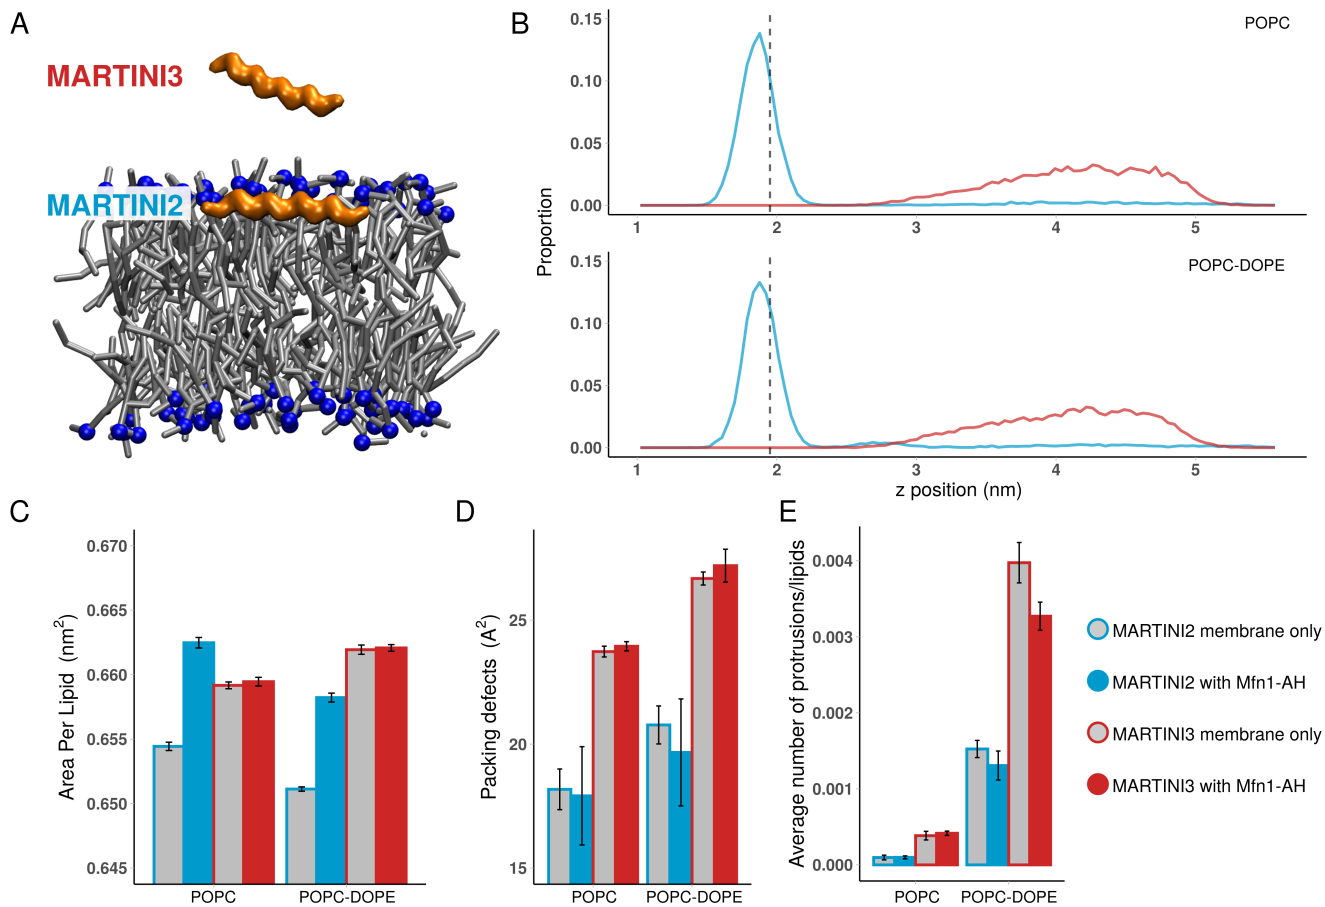 A
MARTINI3
MARTINI2
B
POPC
0.15
0.10
0.05
0.00
1 2 3 4 5
Proportion
POPC-DOPE
0.15
0.10
0.05
0.00
1 2 3 4 5
z position (nm)
C
Area Per Lipid (nm2)
0.670
0.665
0.660
0.655
0.650
0.645
POPC POPC-DOPE
D
Packing defects (A2)
25
20
15
POPC POPC-DOPE
E
Average number of protrusions/lipids
0.004
0.003
0.002
0.001
0.000
POPC POPC-DOPE
MARTINI2 membrane only
MARTINI2 with Mfn1-AH
MARTINI3 membrane only
MARTINI3 with Mfn1-AH